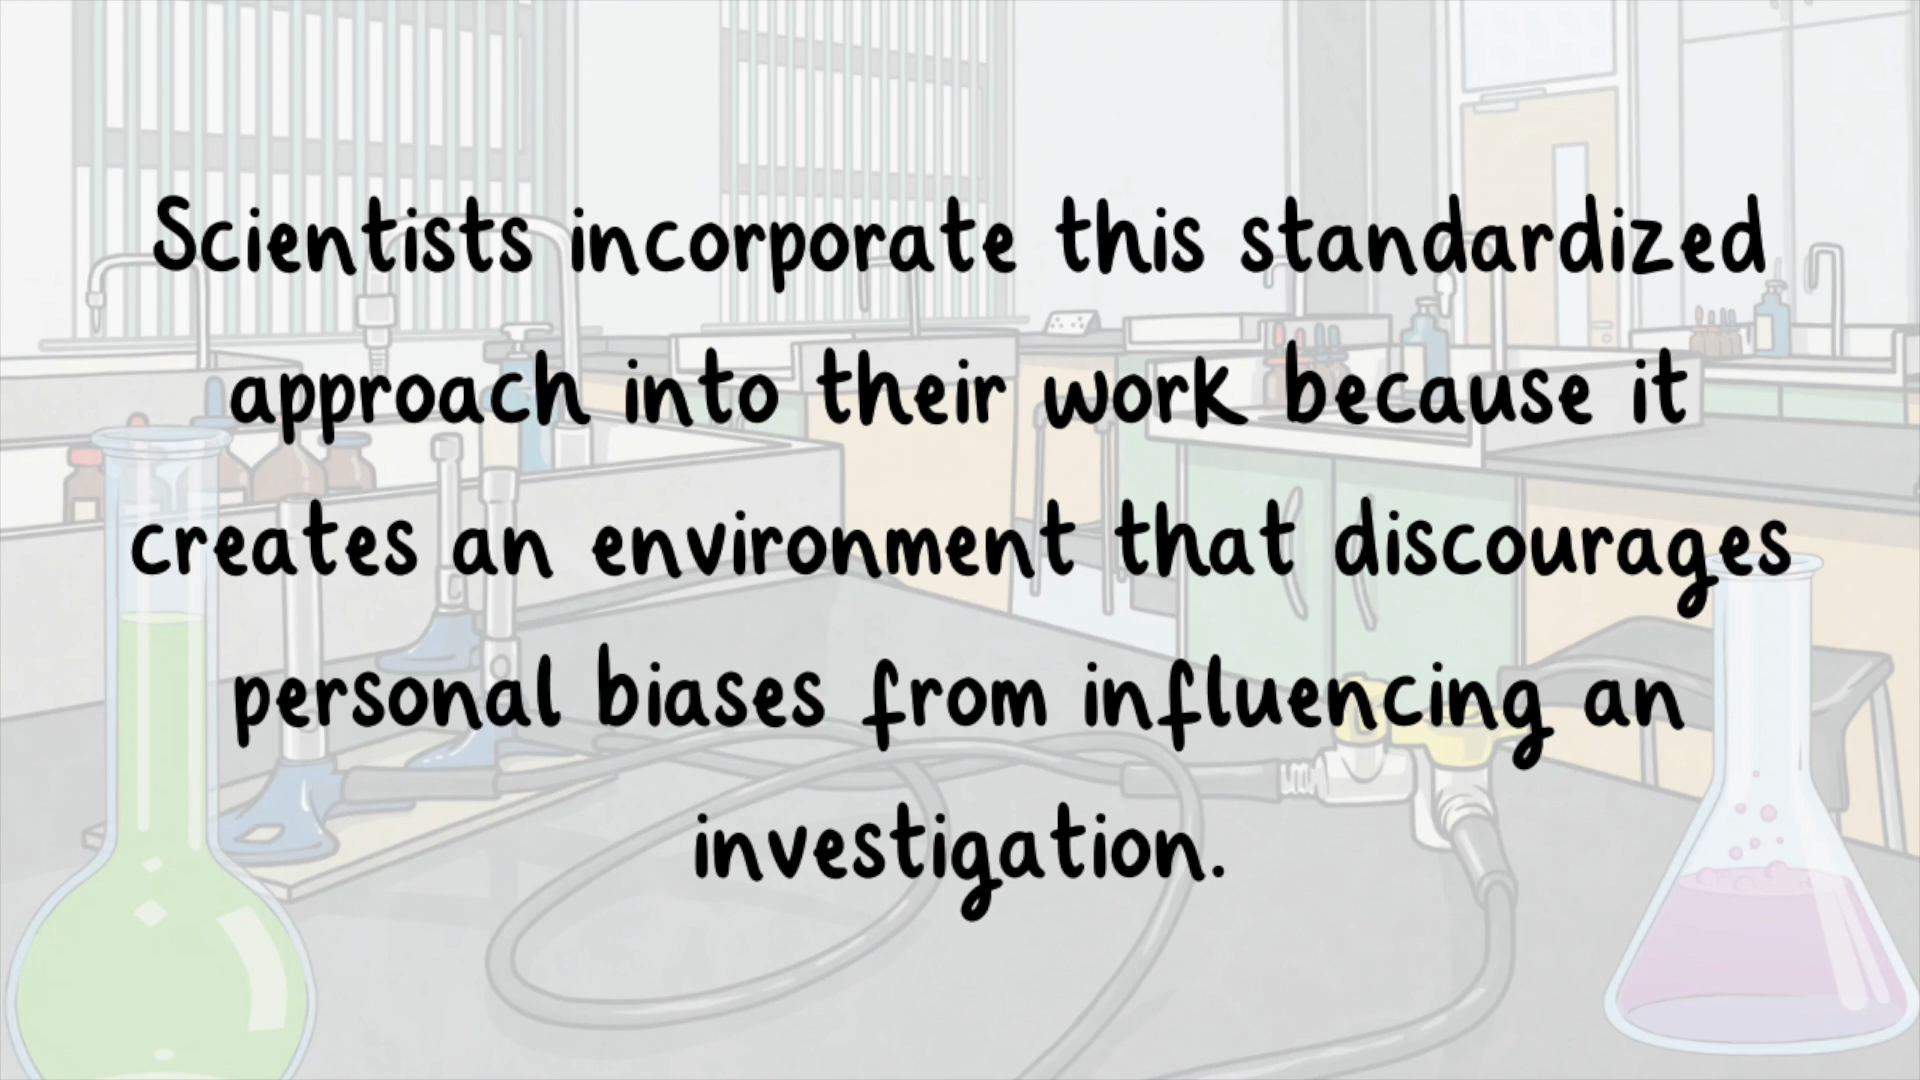 Scientists incorporate this standardized
approach into their work because it
creates an environment that discourages
personal biases from influencing an
investigation.